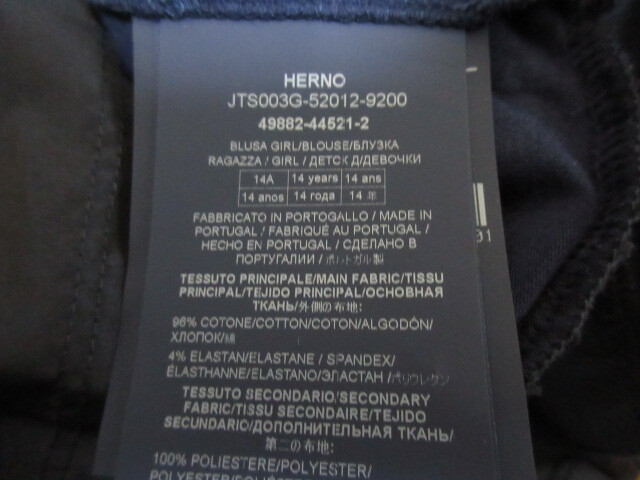 HERNO
JTS003G-52012-9200
49882-44521-2
BLUSA GIRL/BLOUSE/БЛУЗКА
RAGAZZA / GIRL / ДЕТСК Д/ДЕВОЧКИ
14A 14 years 14 ans
14 anos 14 года 14 年
FABBRICATO IN PORTOGALLO / MADE IN
PORTUGAL / FABRIQUÉ AU PORTUGAL /
HECHO EN PORTUGAL / СДЕЛАНО В
ПОРТУГАЛИИ / ポルトガル製
91
TESSUTO PRINCIPALE/MAIN FABRIC/TISSU
PRINCIPAL/TEJIDO PRINCIPAL/ОСНОВНАЯ
ТКАНЬ/外側の布地:
96% COTONE/COTTON/COTON/ALGODÓN/
ХЛОПОК/綿
4% ELASTAN/ELASTANE / SPANDEX/
ÉLASTHANNE/ELASTANO/ЭЛАСТАН /ポリウレタン
TESSUTO SECONDARIO/SECONDARY
FABRIC/TISSU SECONDAIRE/TEJIDO
SECUNDARIO/ДОПОЛНИТЕЛЬНАЯ ТКАНЬ/
第二の布地:
100% POLIESTERE/POLYESTER/
POLYESTER/POLIÉSTER/